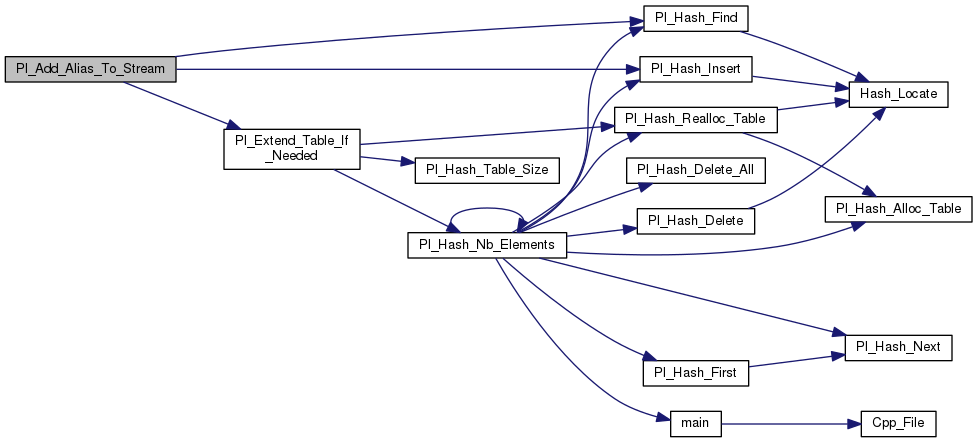 Pl_Hash_Find
Pl_Add_Alias_To_Stream
Pl_Hash_Insert
Hash_Locate
Pl_Hash_Realloc_Table
Pl_Extend_Table_If
_Needed
Pl_Hash_Table_Size
Pl_Hash_Delete_All
Pl_Hash_Alloc_Table
Pl_Hash_Delete
Pl_Hash_Nb_Elements
Pl_Hash_Next
Pl_Hash_First
main
Cpp_File